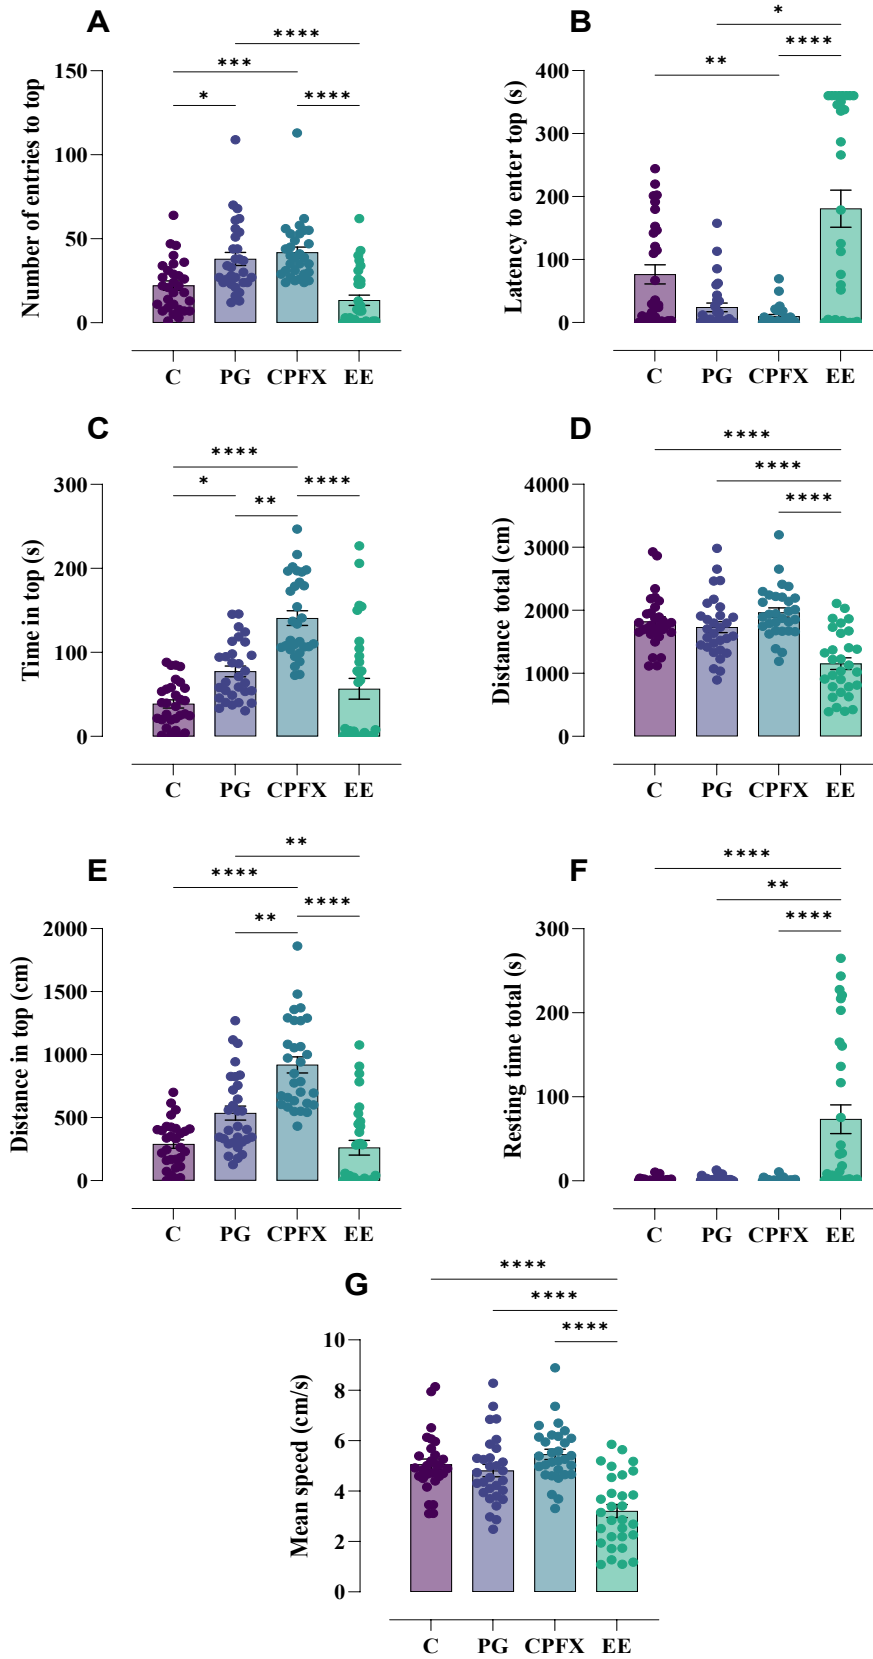 A
****
***
* ****
Number of entries to top
150
100
50
0
C PG CPFX EE
B
*
****
**
Latency to enter top (s)
400
300
200
100
0
C PG CPFX EE
C
****
* ****
**
Time in top (s)
300
200
100
0
C PG CPFX EE
D
****
****
****
Distance total (cm)
4000
3000
2000
1000
0
C PG CPFX EE
E
**
****
** ****
Distance in top (cm)
2000
1500
1000
500
0
C PG CPFX EE
F
****
**
****
Resting time total (s)
300
200
100
0
C PG CPFX EE
G
****
****
****
Mean speed (cm/s)
10
8
6
4
2
0
C PG CPFX EE